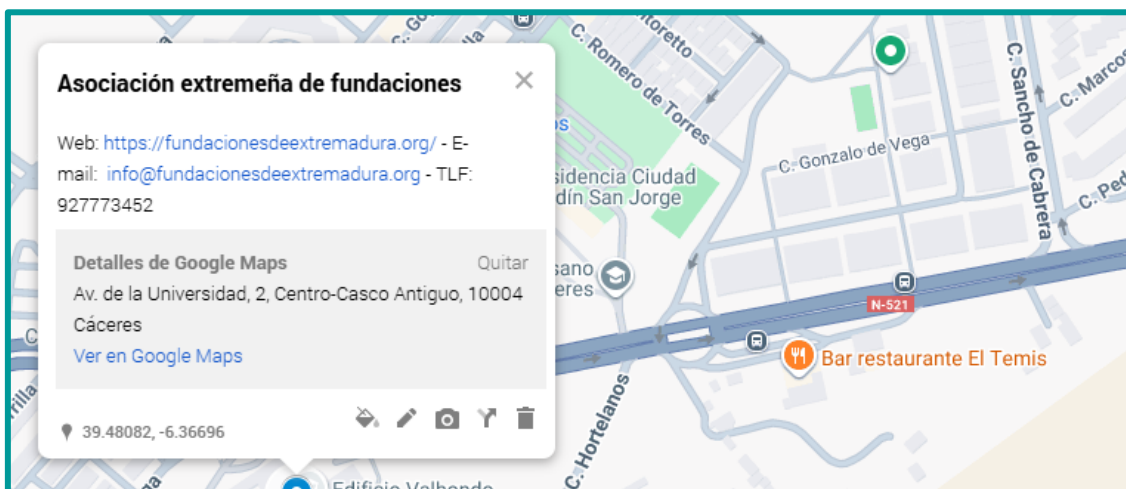 Asociación extremeña de fundaciones
Web: https://fundacionesdeextremadura.org/ - E-
mail: info@fundacionesdeextremadura.org - TLF:
927773452
Detalles de Google Maps
Quitar
Av. de la Universidad, 2, Centro-Casco Antiguo, 10004
Cáceres
Ver en Google Maps
39.48082, -6.36696
C. Romero de Torres
C. Gonzalo de Vega
C. Sancho de Cabrera
C. Marcos
C. Ped
sidencia Ciudad
dín San Jorge
sano
eres
N-521
Bar restaurante El Temis
C. Hortelanos
Edificio Valhondo